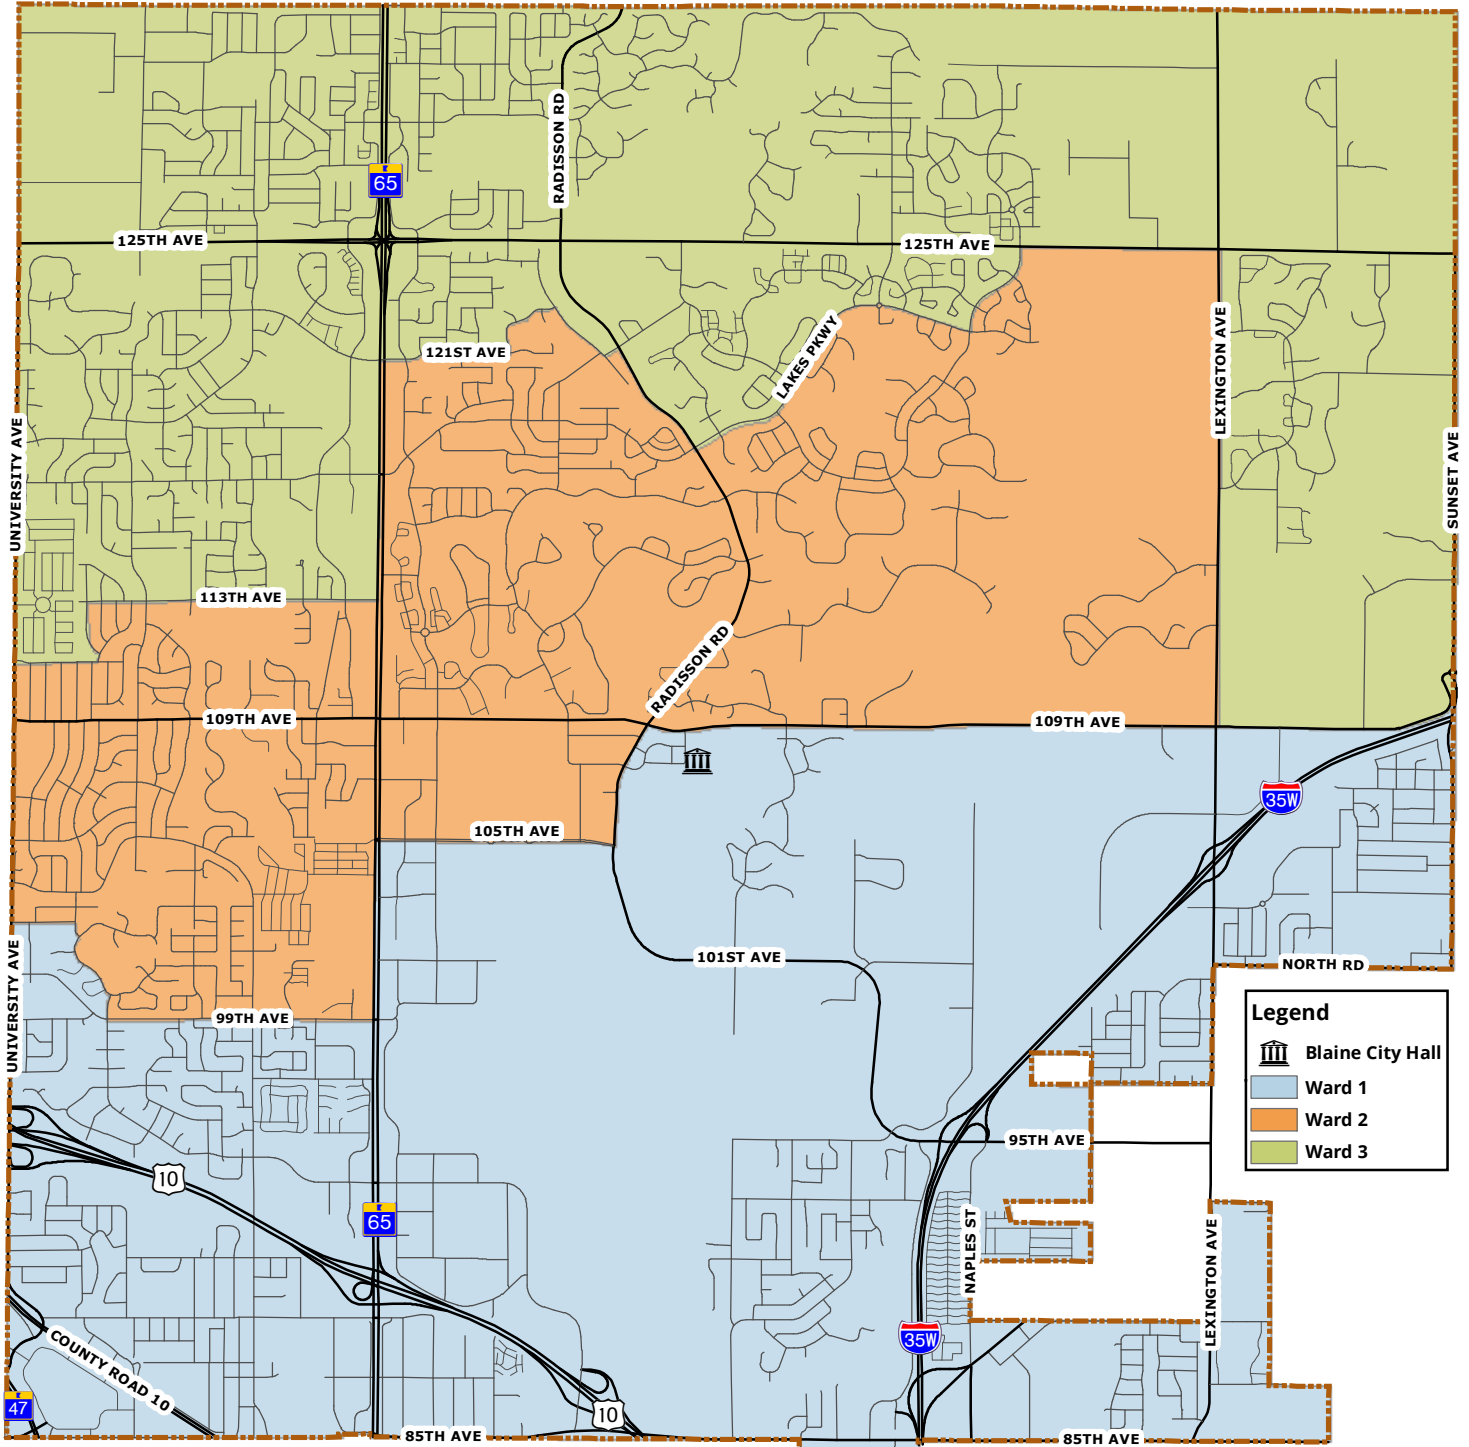 RADISSON RD
65
125TH AVE
125TH AVE
LAKES PKWY
121ST AVE
LEXINGTON AVE
UNIVERSITY AVE
SUNSET AVE
113TH AVE
RADISSON RD
109TH AVE
109TH AVE
35W
105TH AVE
101ST AVE
NORTH RD
UNIVERSITY AVE
99TH AVE
Legend
Blaine City Hall
Ward 1
Ward 2
Ward 3
95TH AVE
10
65
NAPLES ST
LEXINGTON AVE
35W
COUNTY ROAD 10
47
10
85TH AVE
85TH AVE